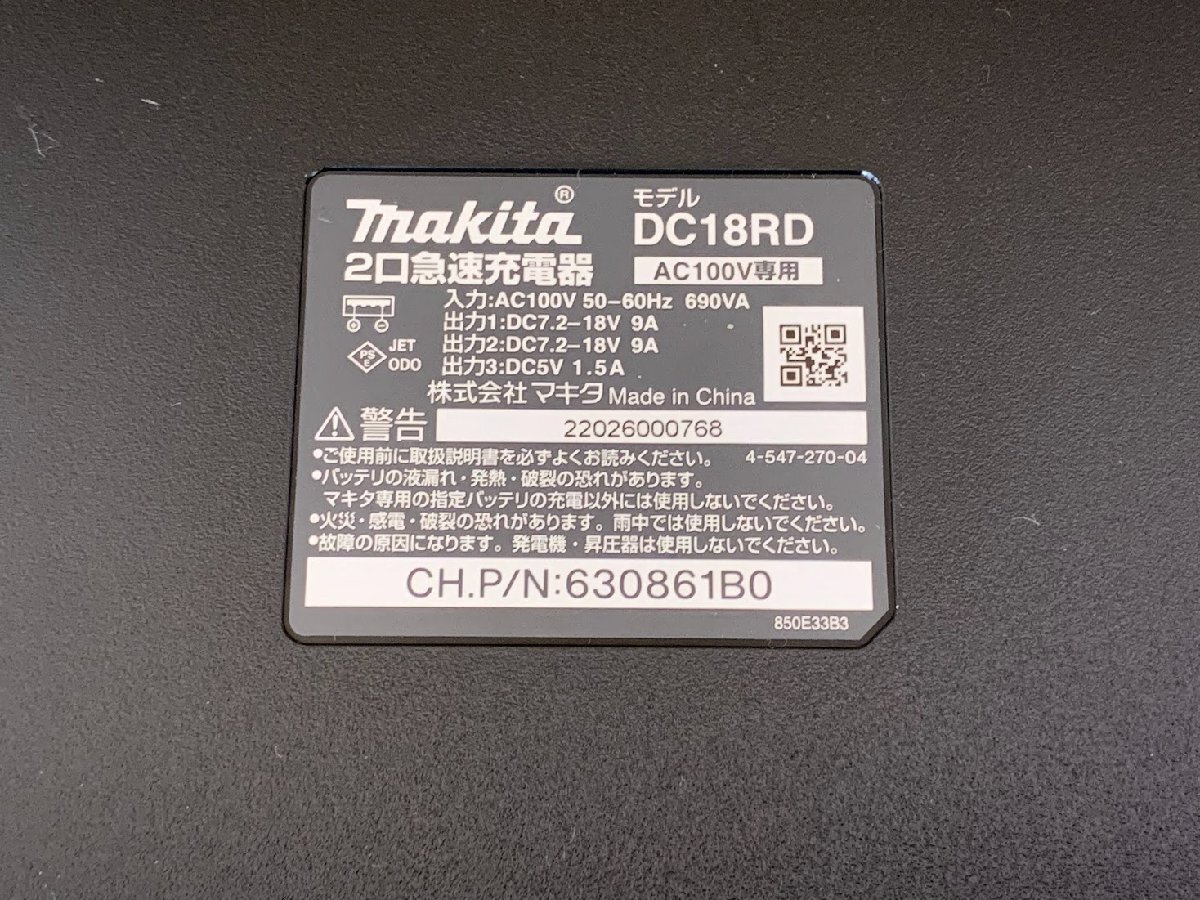 makita®
モデル
DC18RD
2口急速充電器
AC100V専用
入力:AC100V 50-60Hz 690VA
出力1:DC7.2-18V 9A
出力2:DC7.2-18V 9A
出力3:DC5V 1.5A
PS
E
JET
ODO
株式会社マキタ Made in China
警告
22026000768
•ご使用前に取扱説明書を必ずよくお読みください。 4-547-270-04
•バッテリの液漏れ・発熱・破裂の恐れがあります。
マキタ専用の指定バッテリの充電以外には使用しないでください。
•火災・感電・破裂の恐れがあります。雨中では使用しないでください。
•故障の原因になります。発電機・昇圧器は使用しないでください。
CH.P/N:630861B0
850E33B3